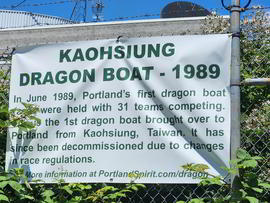 KAOHSIUNG
DRAGON BOAT - 1989
In June 1989, Portland's first dragon boat
were held with 31 teams competing.
the 1st dragon boat brought over to
Portland from Kaohsiung, Taiwan. It has
since been decommissioned due to changes
in race regulations.
more information at PortlandSpirit.com/dragon